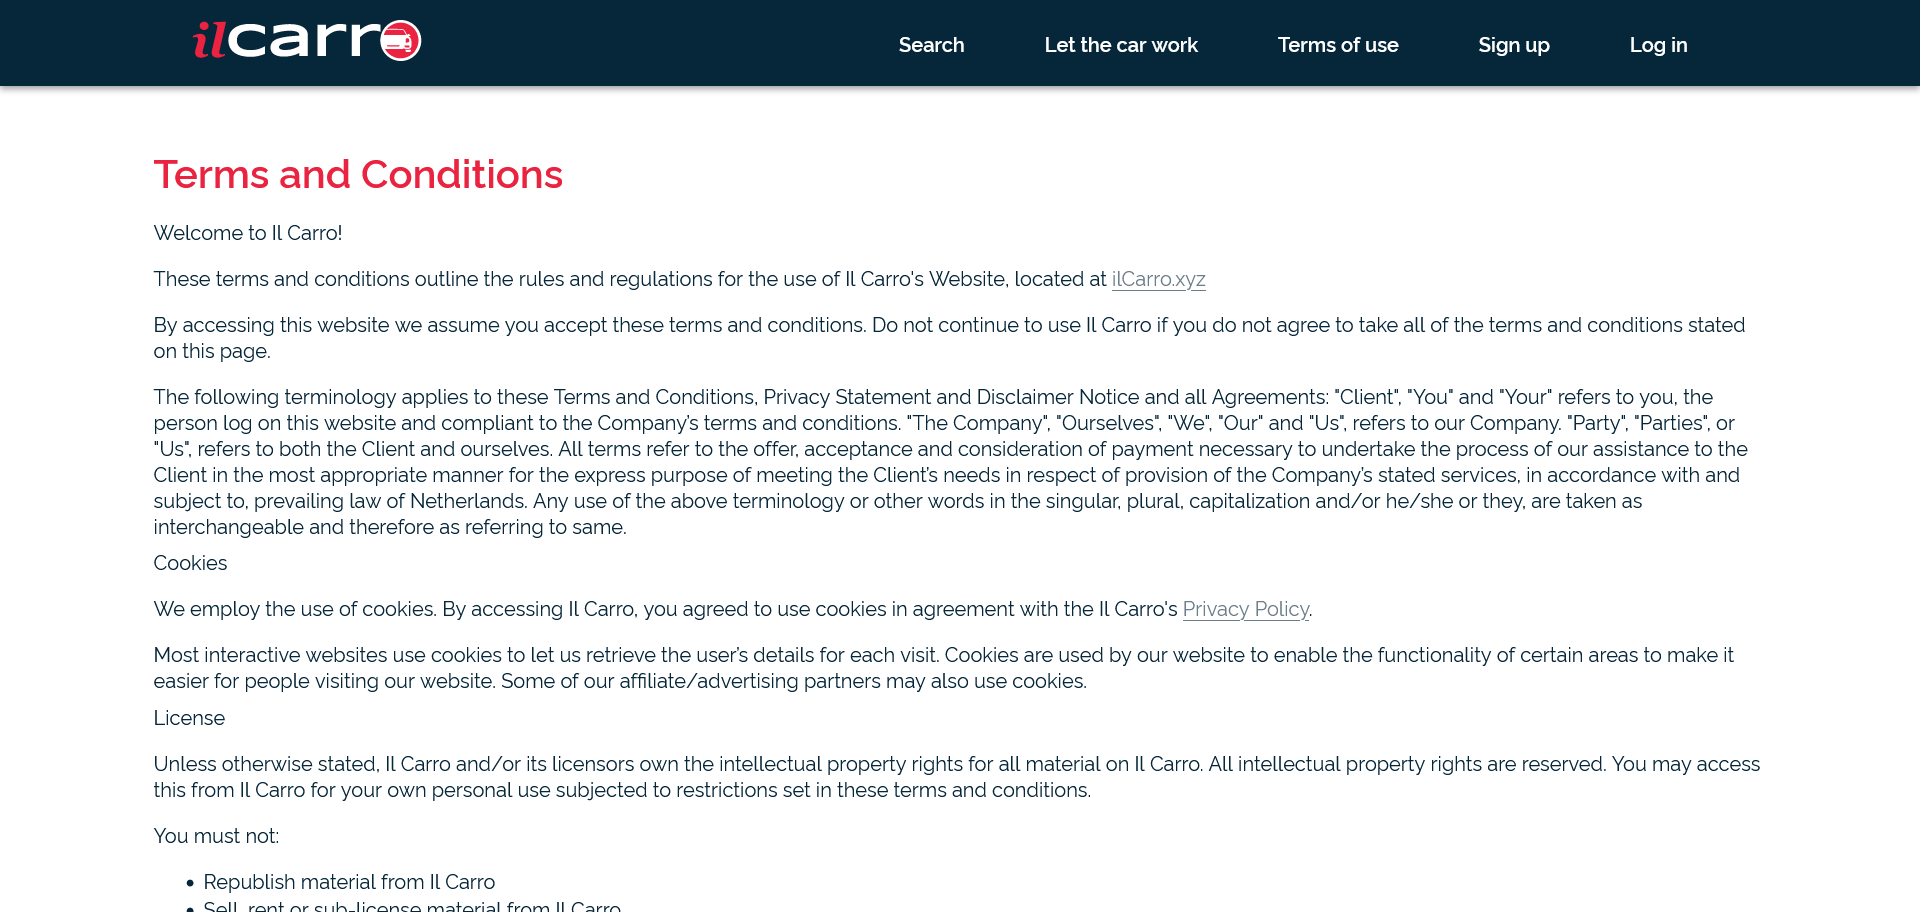 ilcarro
Search
Let the car work
Terms of use
Sign up
Log in
Terms and Conditions
Welcome to Il Carro!
These terms and conditions outline the rules and regulations for the use of Il Carro's Website, located at ilCarro.xyz
By accessing this website we assume you accept these terms and conditions. Do not continue to use Il Carro if you do not agree to take all of the terms and conditions stated
on this page.
The following terminology applies to these Terms and Conditions, Privacy Statement and Disclaimer Notice and all Agreements: "Client", "You" and "Your" refers to you, the
person log on this website and compliant to the Company’s terms and conditions. "The Company", "Ourselves", "We", "Our" and "Us", refers to our Company. "Party", "Parties", or
"Us", refers to both the Client and ourselves. All terms refer to the offer, acceptance and consideration of payment necessary to undertake the process of our assistance to the
Client in the most appropriate manner for the express purpose of meeting the Client’s needs in respect of provision of the Company’s stated services, in accordance with and
subject to, prevailing law of Netherlands. Any use of the above terminology or other words in the singular, plural, capitalization and/or he/she or they, are taken as
interchangeable and therefore as referring to same.
Cookies
We employ the use of cookies. By accessing Il Carro, you agreed to use cookies in agreement with the Il Carro's Privacy Policy.
Most interactive websites use cookies to let us retrieve the user’s details for each visit. Cookies are used by our website to enable the functionality of certain areas to make it
easier for people visiting our website. Some of our affiliate/advertising partners may also use cookies.
License
Unless otherwise stated, Il Carro and/or its licensors own the intellectual property rights for all material on Il Carro. All intellectual property rights are reserved. You may access
this from Il Carro for your own personal use subjected to restrictions set in these terms and conditions.
You must not:
• Republish material from Il Carro
• Sell, rent or sub-license material from Il Carro